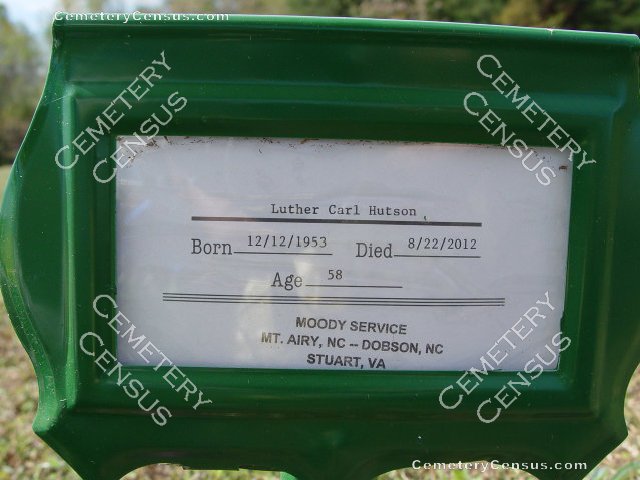 CemeteryCensus.com
CEMETERY
CENSUS
CEMETERY
CENSUS
Luther Carl Hutson
Born 12/12/1953 Died 8/22/2012
Age 58
MOODY SERVICE
MT. AIRY, NC -- DOBSON, NC
STUART, VA
CEMETERY
CENSUS
CEMETERY
CENSUS
CemeteryCensus.com